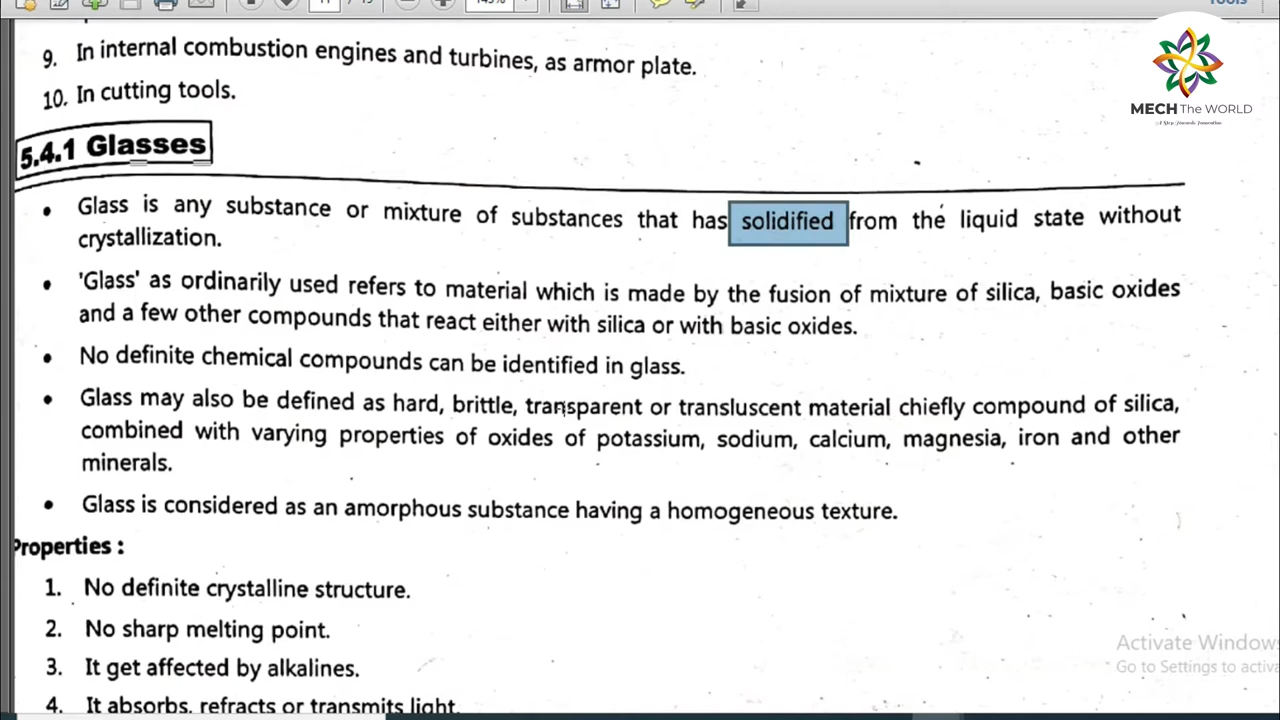 Tools
9. In internal combustion engines and turbines, as armor plate.
10. In cutting tools.
MECH The WORLD
5.4.1 Glasses
• Glass is any substance or mixture of substances that has solidified from the liquid state without
crystallization.
• 'Glass' as ordinarily used refers to material which is made by the fusion of mixture of silica, basic oxides
and a few other compounds that react either with silica or with basic oxides.
• No definite chemical compounds can be identified in glass.
• Glass may also be defined as hard, brittle, transparent or transluscent material chiefly compound of silica,
combined with varying properties of oxides of potassium, sodium, calcium, magnesia, iron and other
minerals.
• Glass is considered as an amorphous substance having a homogeneous texture.
Properties :
1. No definite crystalline structure.
2. No sharp melting point.
3. It get affected by alkalines.
4. It absorbs, refracts or transmits light.
Activate Windows
Go to Settings to activa